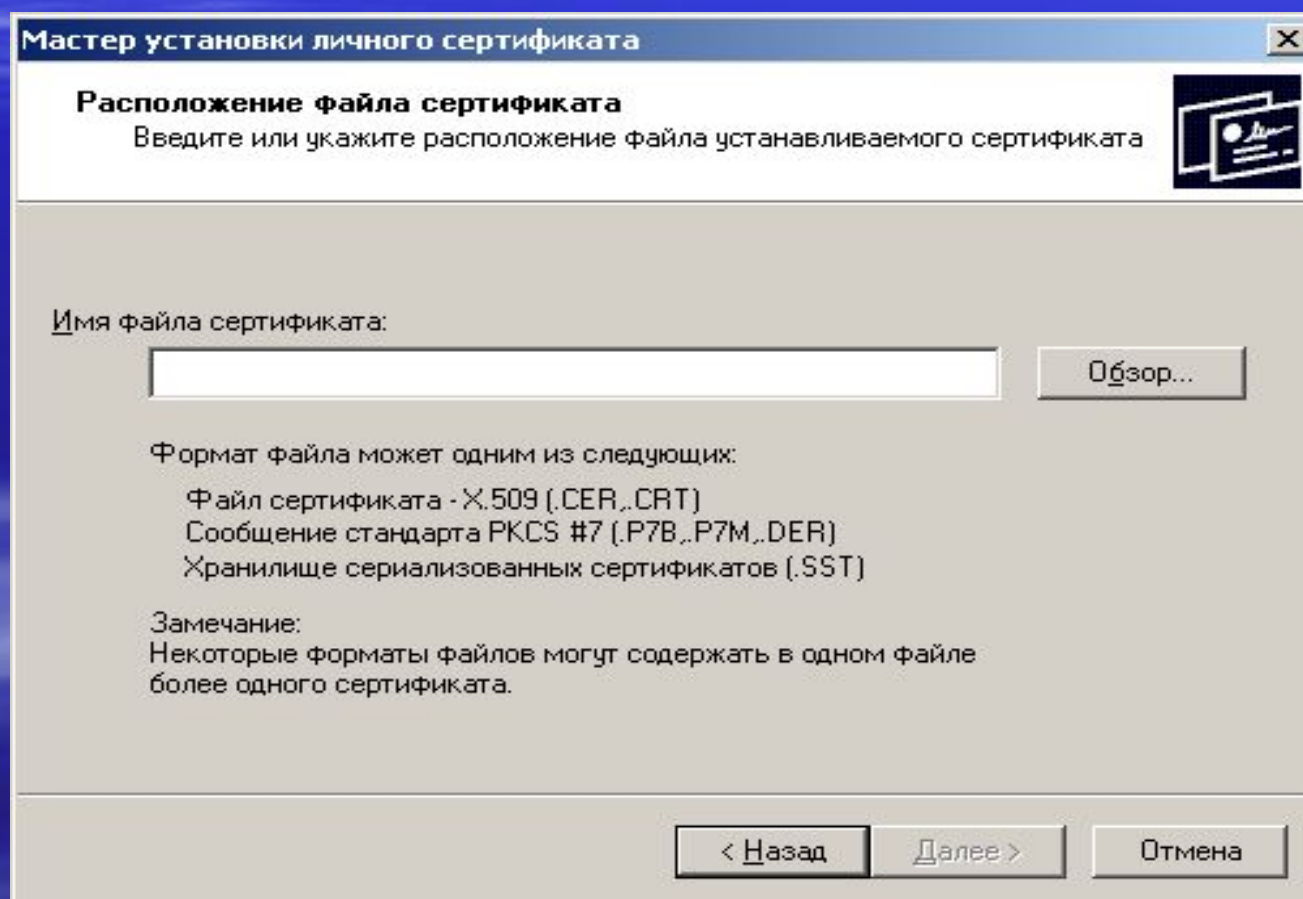 Мастер установки личного сертификата
Расположение файла сертификата
Введите или укажите расположение файла устанавливаемого сертификата
Имя файла сертификата:
Обзор...
Формат файла может одним из следующих:
Файл сертификата - X.509 (.CER,.CRT)
Сообщение стандарта PKCS #7 (.P7B,.P7M,.DER)
Хранилище сериализованных сертификатов (.SST)
Замечание:
Некоторые форматы файлов могут содержать в одном файле
более одного сертификата.
< Назад Далее > Отмена